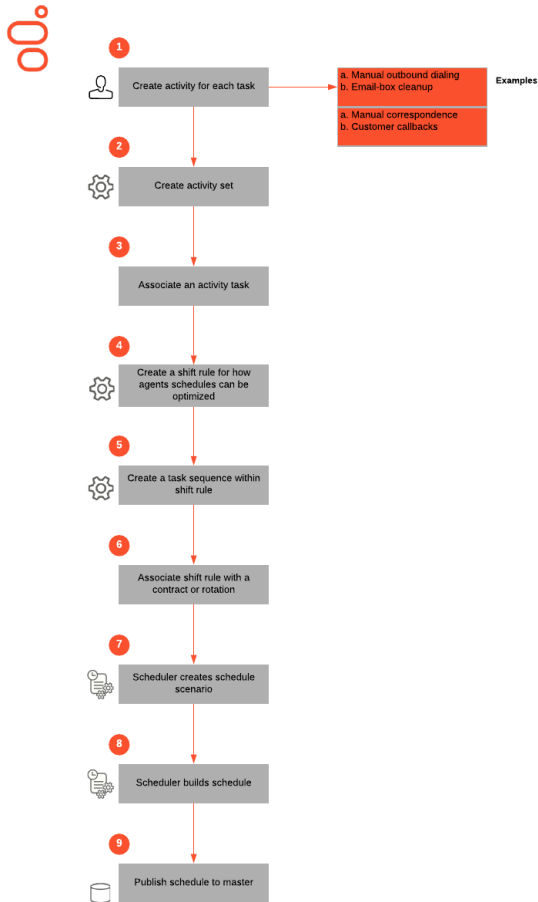 1
Create activity for each task
a. Manual outbound dialing
b. Email-box cleanup
Examples
a. Manual correspondence
b. Customer callbacks
2
Create activity set
3
Associate an activity task
4
Create a shift rule for how
agents schedules can be
optimized
5
Create a task sequence within
shift rule
6
Associate shift rule with a
contract or rotation
7
Scheduler creates schedule
scenario
8
Scheduler builds schedule
9
Publish schedule to master